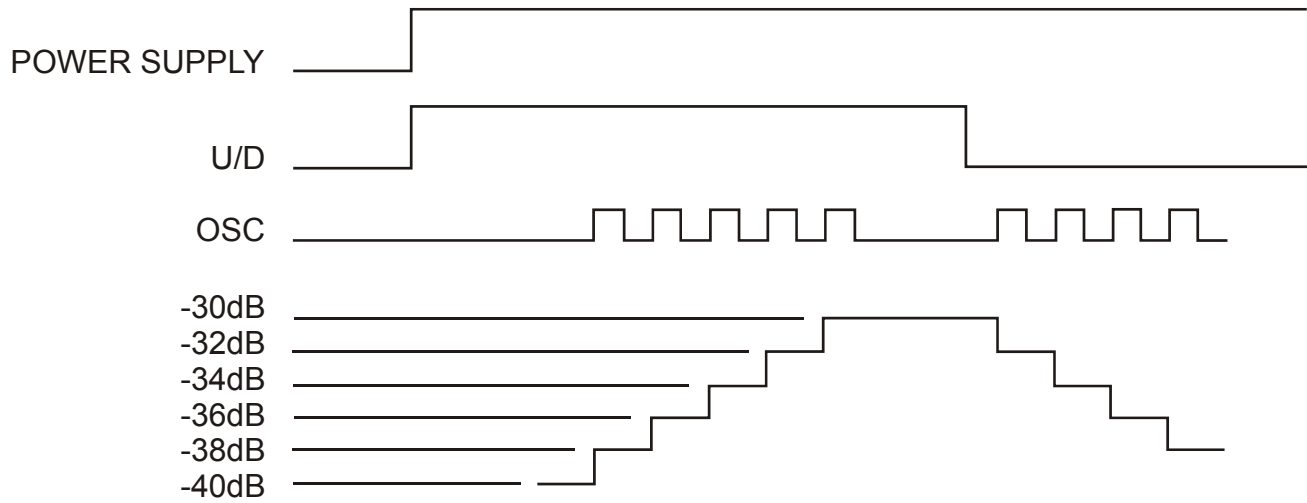 POWER SUPPLY
U/D
OSC
-30dB
-32dB
-34dB
-36dB
-38dB
-40dB